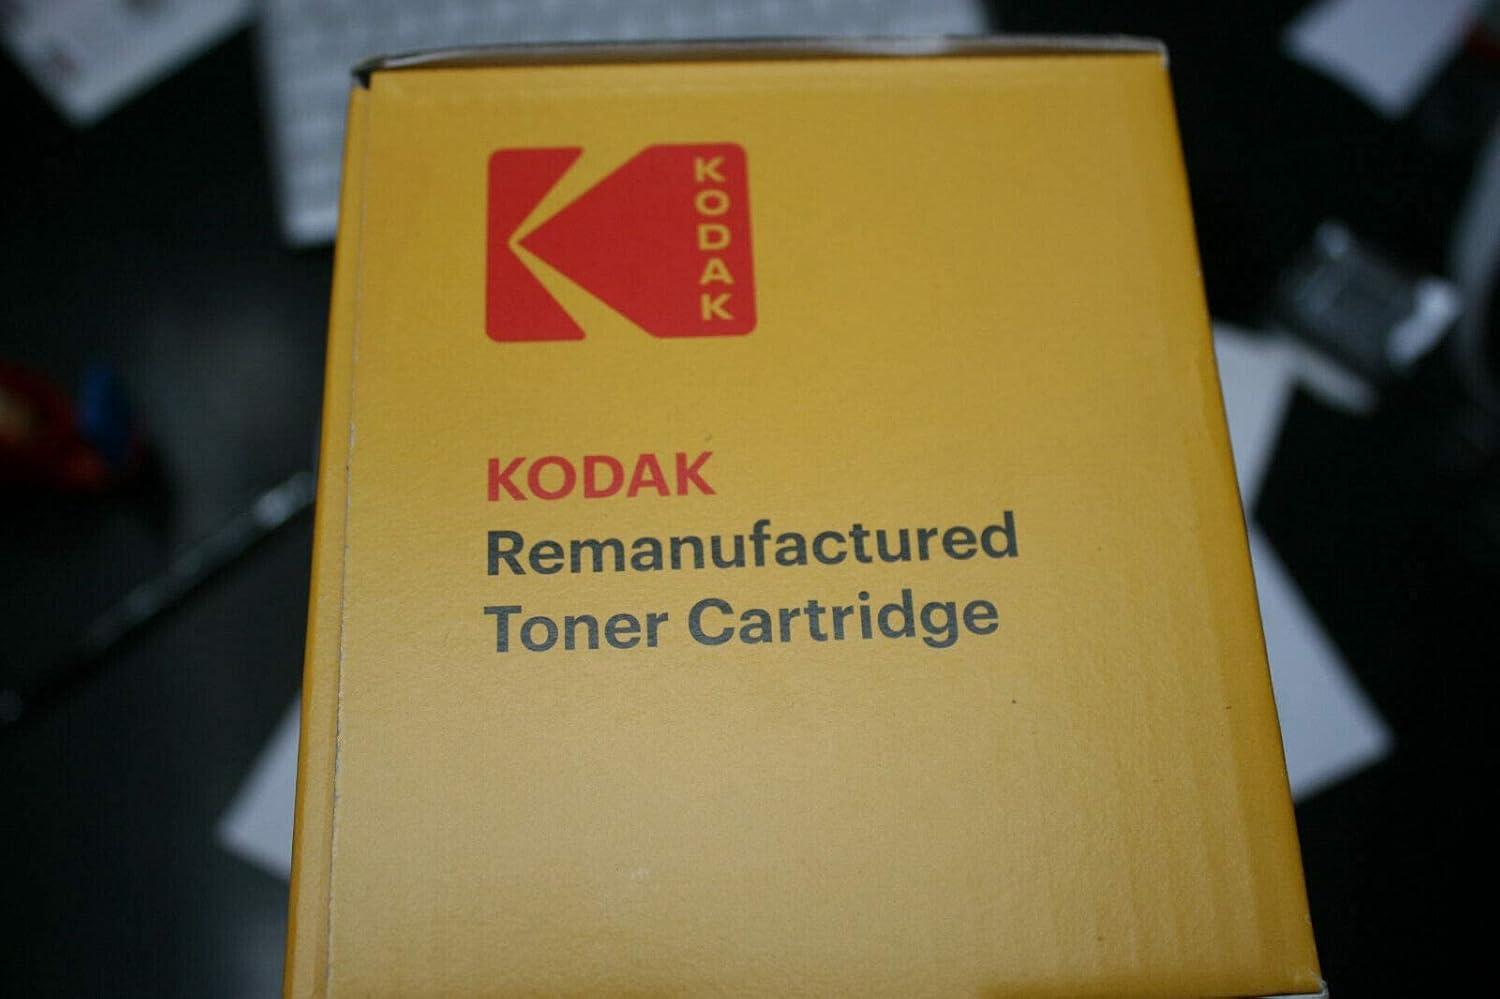 KODAK
KODAK
Remanufactured
Toner Cartridge